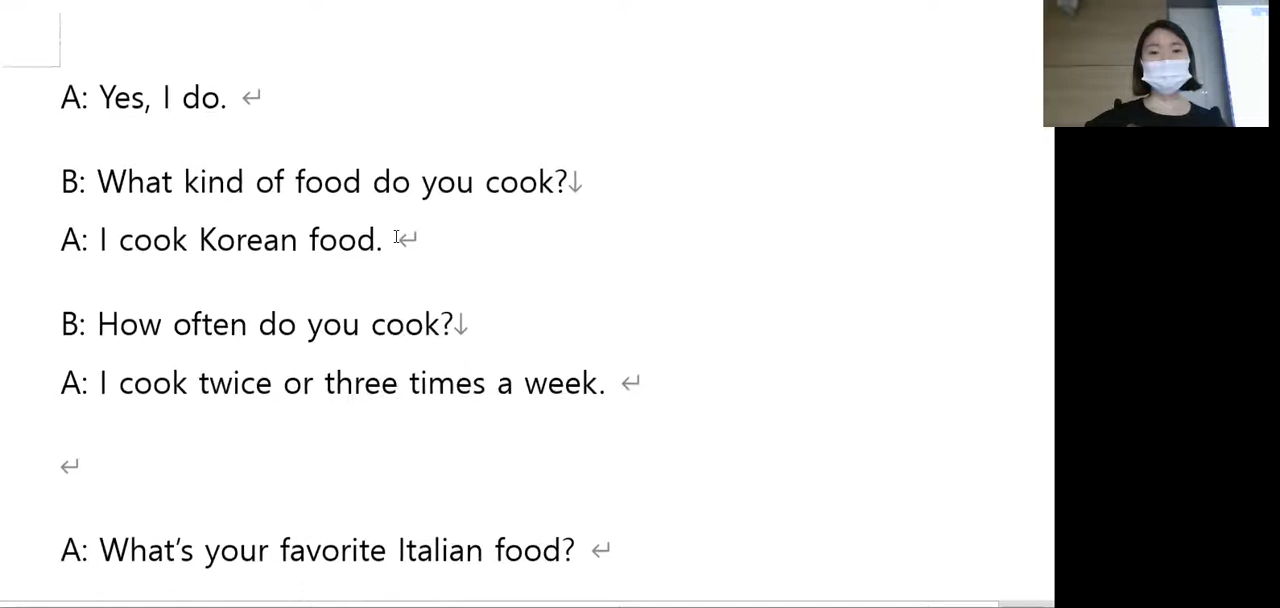 A: Yes, I do.
B: What kind of food do you cook?
A: I cook Korean food.
B: How often do you cook?
A: I cook twice or three times a week.
A: What's your favorite Italian food?